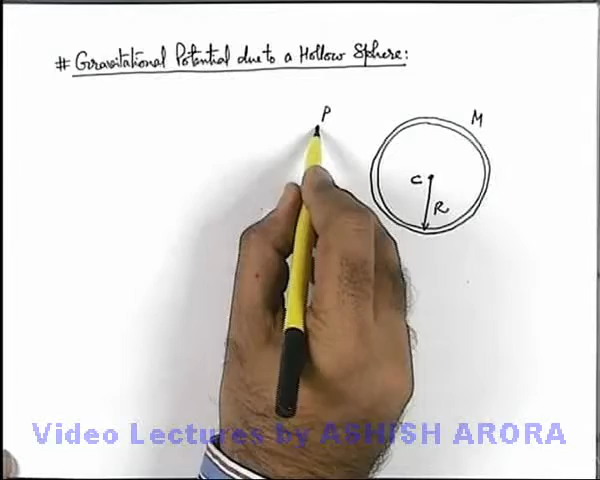 # Gravitational Potential due to a Hollow Sphere:
P
M
C
R
Video Lectures by ASHISH ARORA